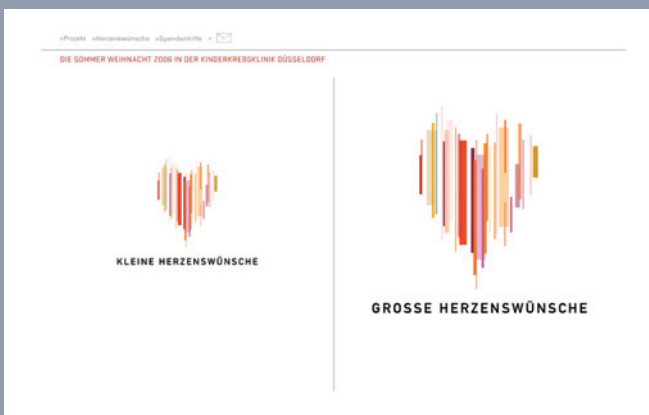 »Projekt »Herzenswünsche »Spendenhilfe »
DIE SOMMER WEIHNACHT 2006 IN DER KINDERKREBSKLINIK DÜSSELDORF
KLEINE HERZENSWÜNSCHE
GROSSE HERZENSWÜNSCHE